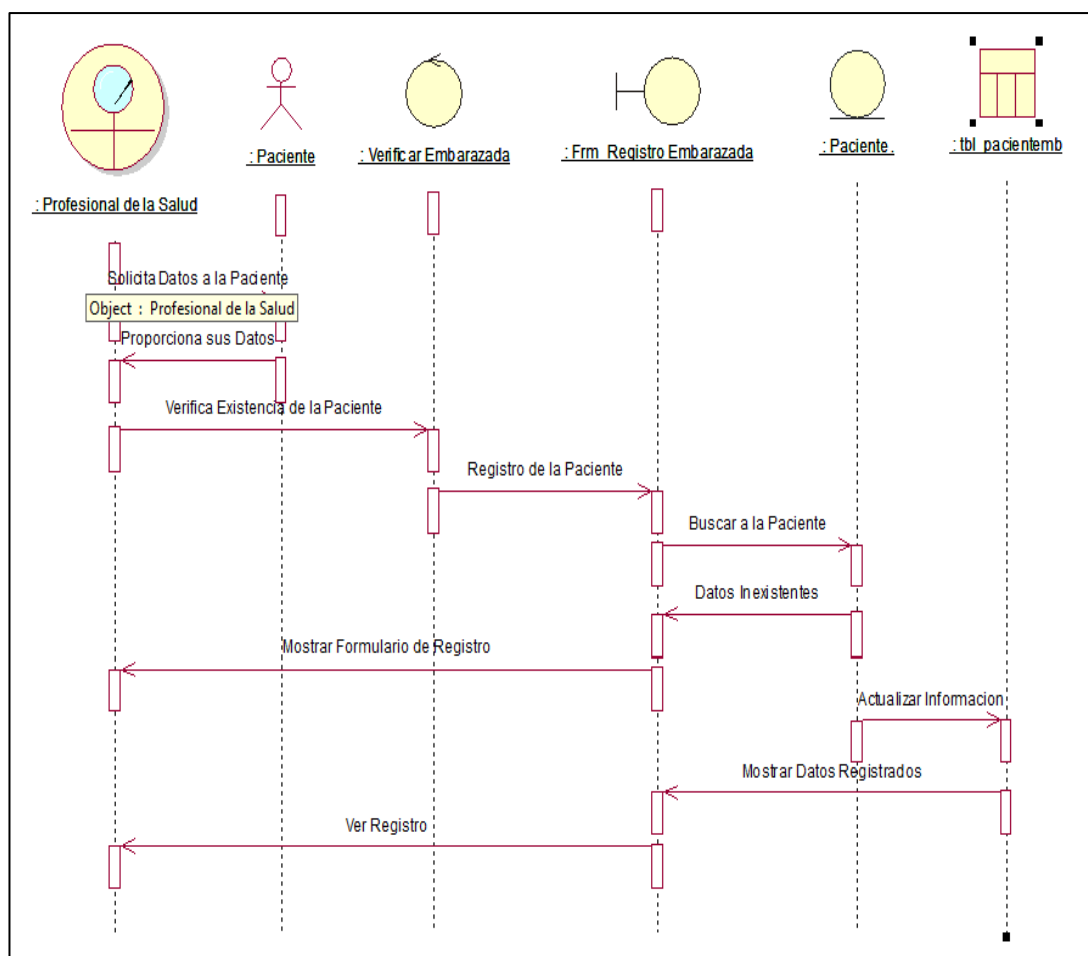 : Profesional de la Salud
: Paciente
: Verificar Embarazada
: Frm_Registro Embarazada
: Paciente .
: tbl_pacientemb
Solicita Datos a la Paciente
Object : Profesional de la Salud
Proporciona sus Datos
Verifica Existencia de la Paciente
Registro de la Paciente
Buscar a la Paciente
Datos Inexistentes
Mostrar Formulario de Registro
Actualizar Informacion
Mostrar Datos Registrados
Ver Registro